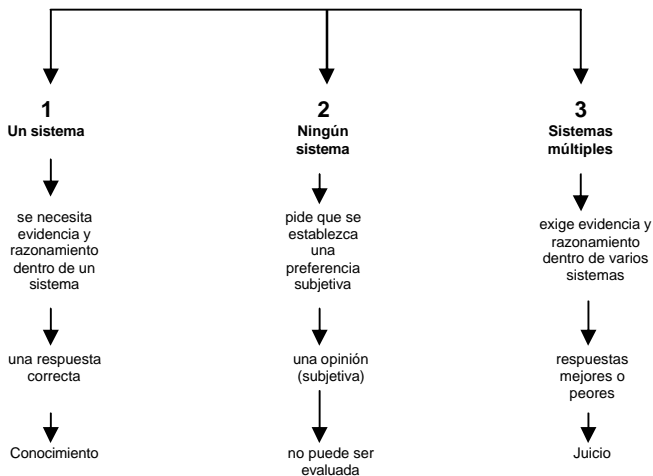 1
Un sistema
se necesita
evidencia y
razonamiento
dentro de un
sistema
una respuesta
correcta
Conocimiento
2
Ningún
sistema
pide que se
establezca
una
preferencia
subjetiva
una opinión
(subjetiva)
no puede ser
evaluada
3
Sistemas
múltiples
exige evidencia y
razonamiento
dentro de varios
sistemas
respuestas
mejores o
peores
Juicio